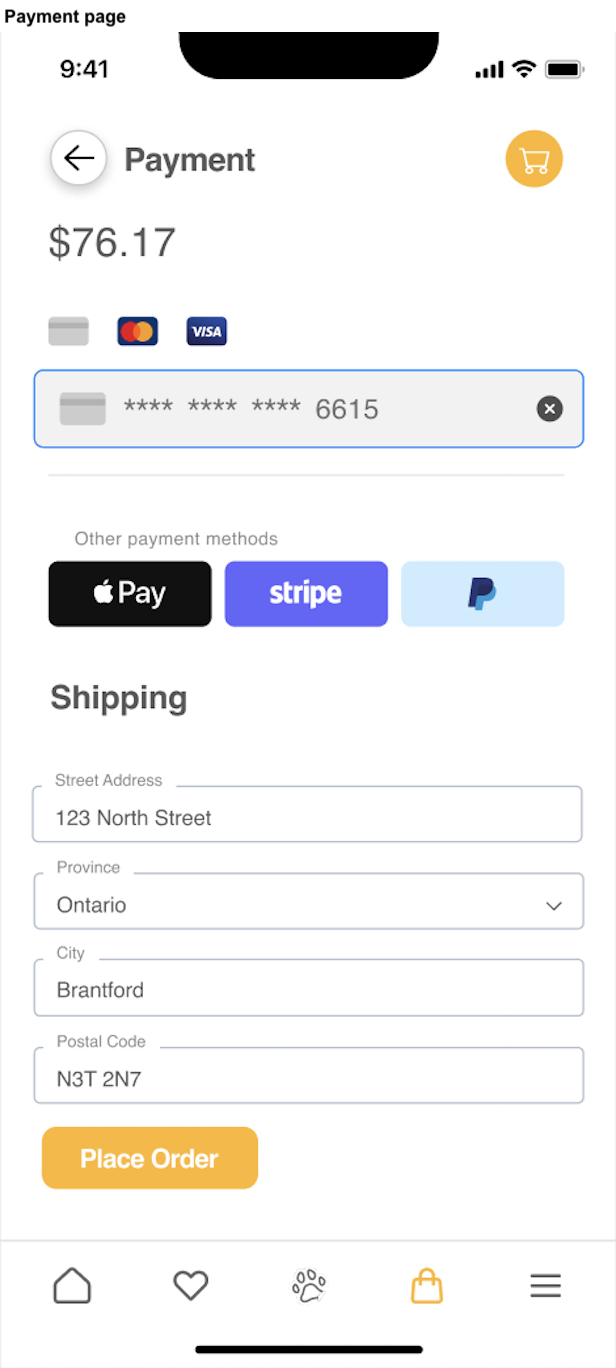 Payment page
9:41
Payment
$76.17
VISA
**** **** **** 6615
Other payment methods
Pay stripe P
Shipping
Street Address
123 North Street
Province
Ontario
City
Brantford
Postal Code
N3T 2N7
Place Order